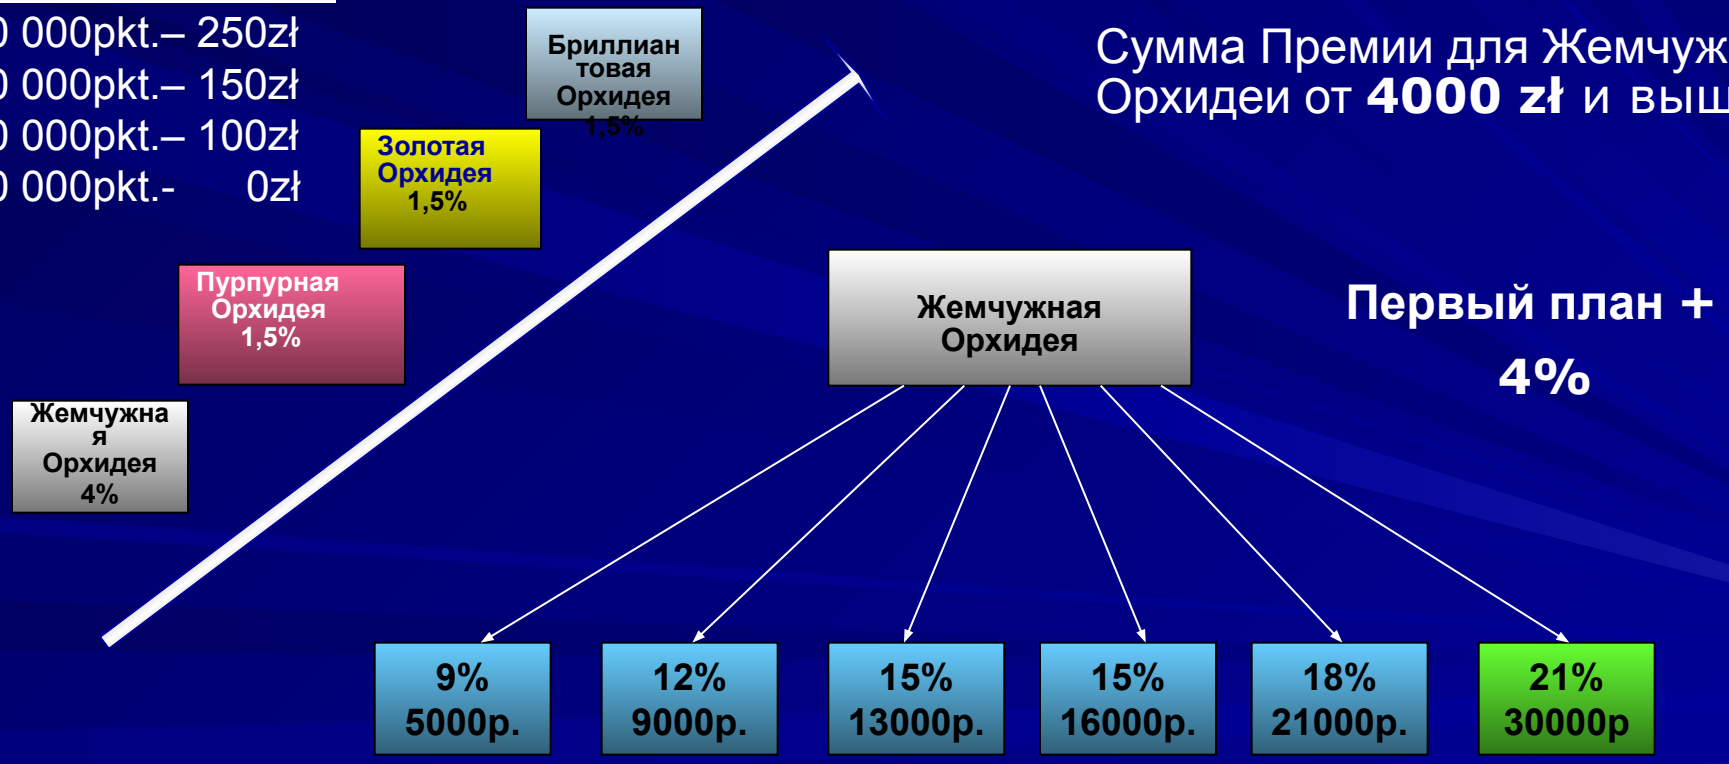 0 000pkt.– 250zł
0 000pkt.– 150zł
0 000pkt.– 100zł
0 000pkt.- 0zł
Бриллиан
товая
Орхидея
1,5%
Сумма Премии для Жемчуж
Орхидеи от 4000 zł и выш
Золотая
Орхидея
1,5%
Пурпурная
Орхидея
1,5%
Жемчужна
я
Орхидея
4%
Жемчужная
Орхидея
Первый план +
4%
9%
5000р.
12%
9000р.
15%
13000р.
15%
16000р.
18%
21000р.
21%
30000р